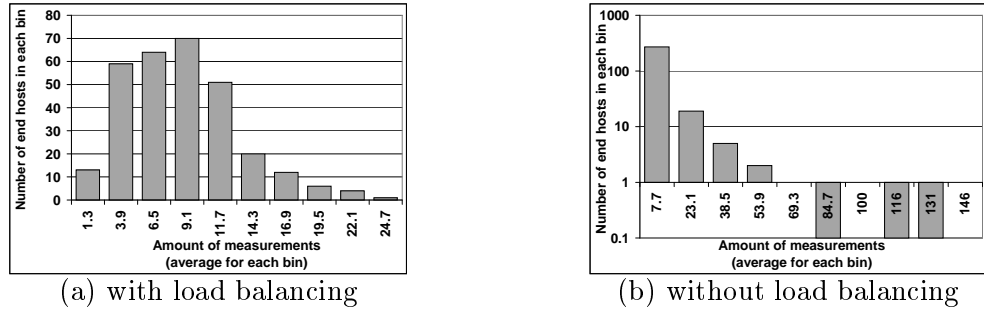 Number of end hosts in each bin
80
70
60
50
40
30
20
10
0
1.3 3.9 6.5 9.1 11.7 14.3 16.9 19.5 22.1 24.7
Amount of measurements
(average for each bin)
(a) with load balancing
Number of end hosts in each bin
1000
100
10
1
0.1
7.7 23.1 38.5 53.9 69.3 84.7 100 116 131 146
Amount of measurements
(average for each bin)
(b) without load balancing